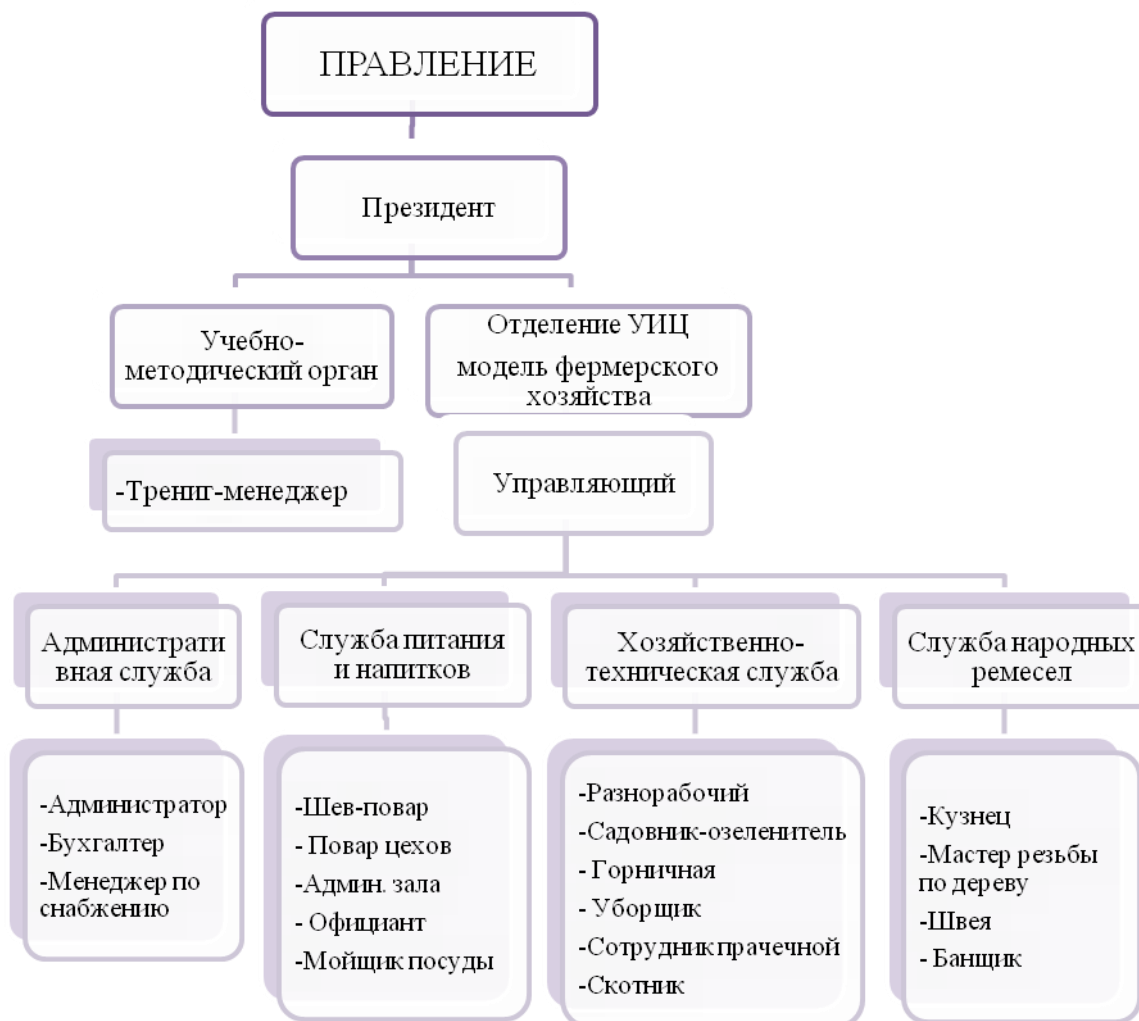 ПРАВЛЕНИЕ
Президент
Учебно-
методический орган
Отделение УИЦ
модель фермерского
хозяйства
-Трениг-менеджер
Управляющий
Администрати
вная служба
Служба питания
и напитков
Хозяйственно-
техническая служба
Служба народных
ремесел
-Администратор
-Бухгалтер
-Менеджер по
снабжению
-Шев-повар
- Повар цехов
-Админ. зала
- Официант
-Мойщик посуды
-Разнорабочий
-Садовник-озеленитель
- Горничная
- Уборщик
-Сотрудник прачечной
-Скотник
-Кузнец
-Мастер резьбы
по дереву
-Швея
- Банщик